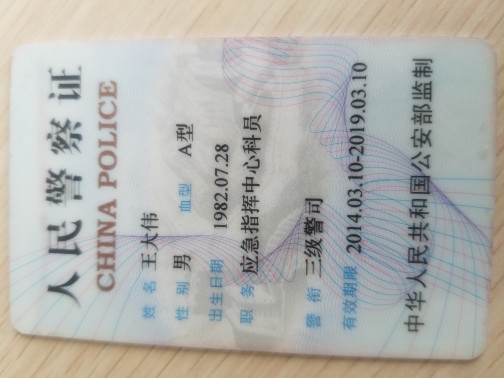 人民警察证
CHINA POLICE
姓名 王大伟
性别 男 血型 A型
出生日期 1982.07.28
职务 应急指挥中心科员
警衔 三级警司
有效期限 2014.03.10-2019.03.10
中华人民共和国公安部监制